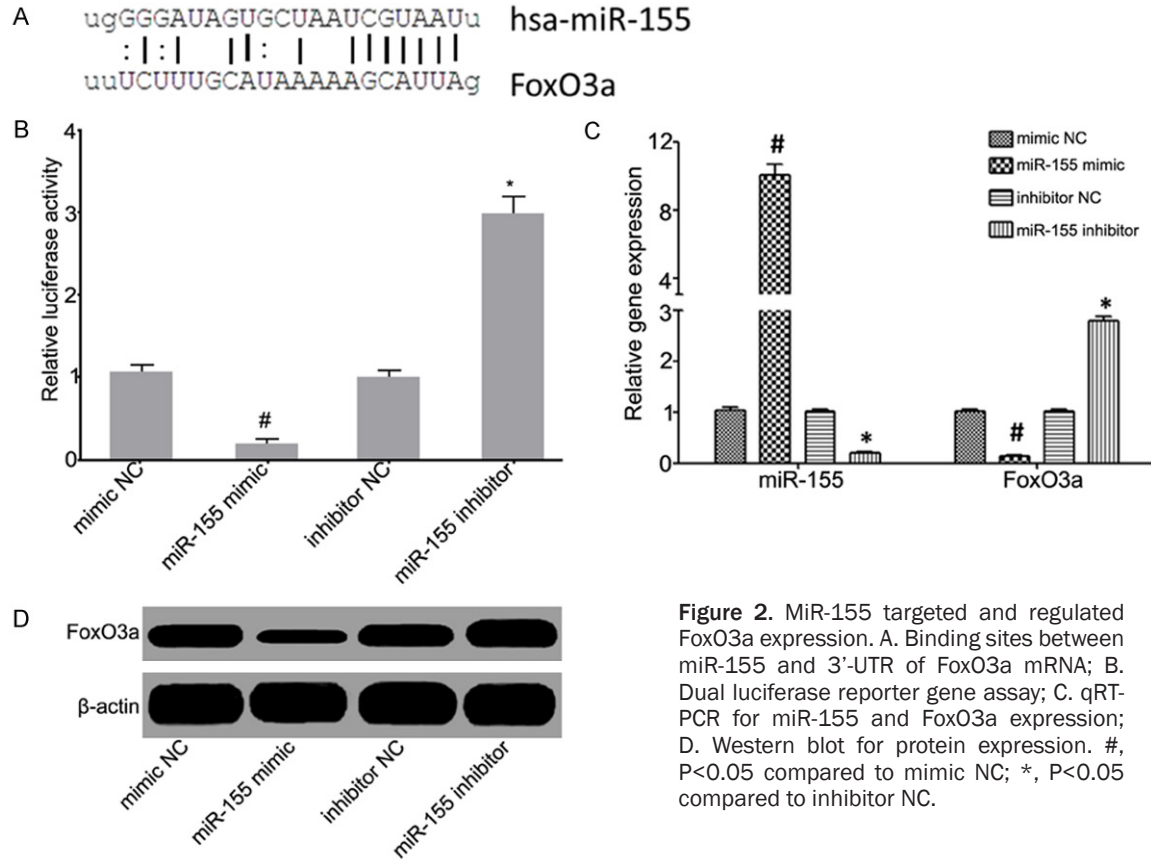 A
ugGGGAUAGUGCUAAUCGUAAUu hsa-miR-155
uuUCUUUGCAUAAAAAGCAUUAg FoxO3a
B
Relative luciferase activity
4
3
2
1
0
#
*
mimic NC
miR-155 mimic
inhibitor NC
miR-155 inhibitor
C
Relative gene expression
12
8
4
3
2
1
0
#
*
#
*
miR-155
FoxO3a
mimic NC
miR-155 mimic
inhibitor NC
miR-155 inhibitor
D
FoxO3a
β-actin
mimic NC
miR-155 mimic
inhibitor NC
miR-155 inhibitor
Figure 2. MiR-155 targeted and regulated
FoxO3a expression. A. Binding sites between
miR-155 and 3’-UTR of FoxO3a mRNA; B.
Dual luciferase reporter gene assay; C. qRT-
PCR for miR-155 and FoxO3a expression;
D. Western blot for protein expression. #,
P<0.05 compared to mimic NC; *, P<0.05
compared to inhibitor NC.